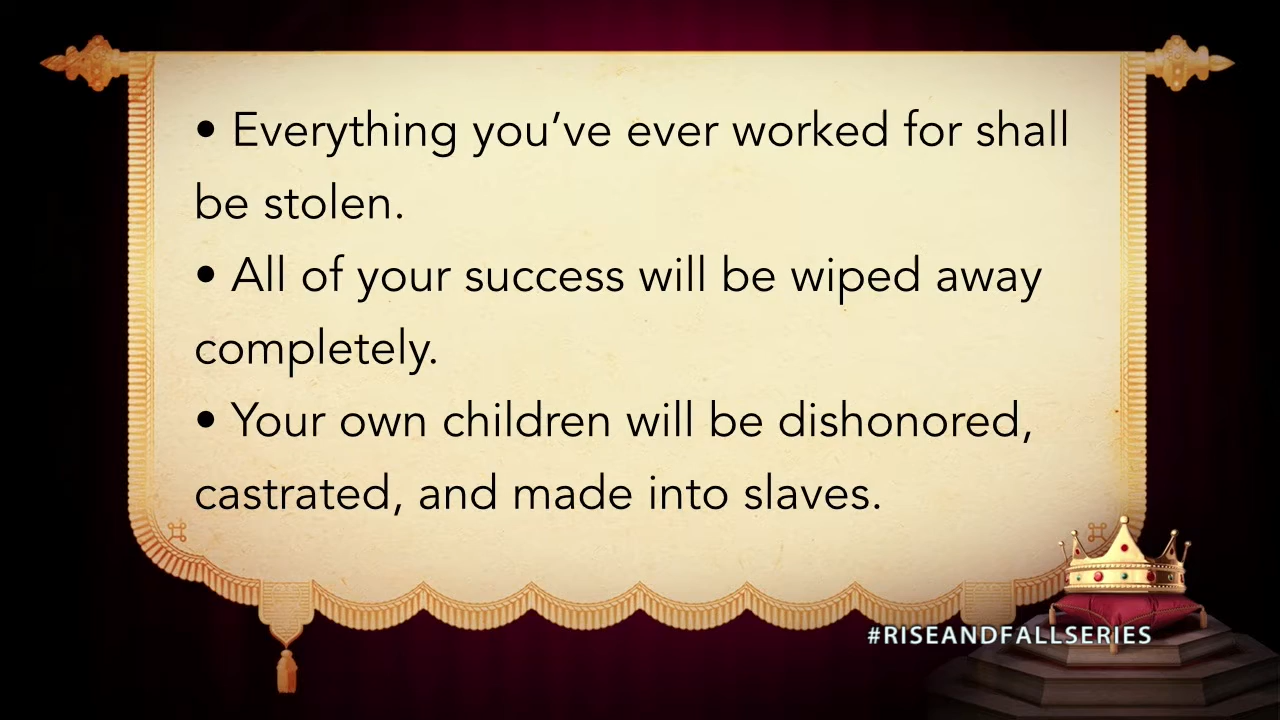 • Everything you’ve ever worked for shall
be stolen.
• All of your success will be wiped away
completely.
• Your own children will be dishonored,
castrated, and made into slaves.
#RISEANDFALLSERIES